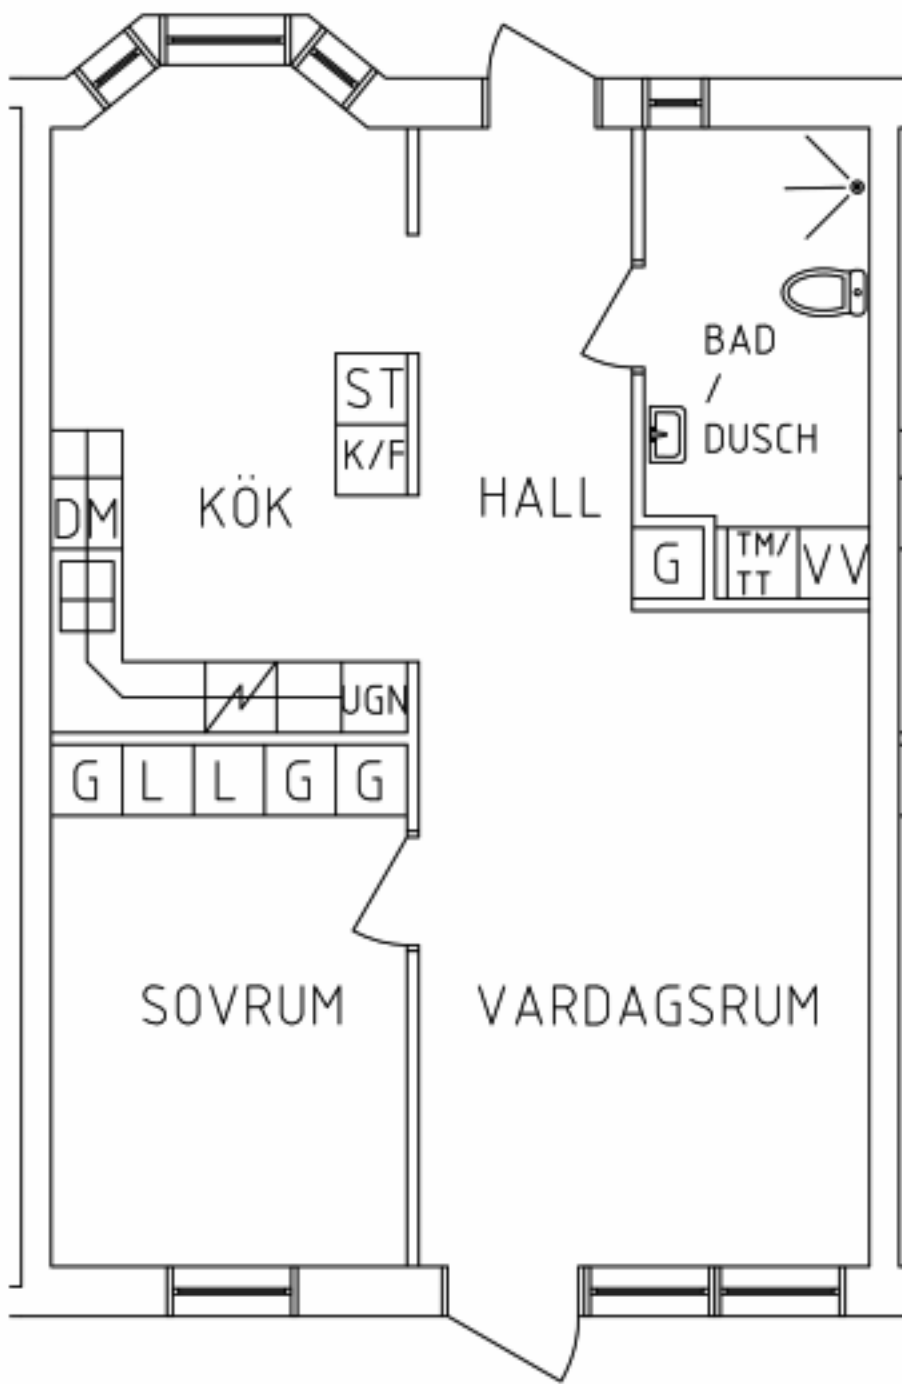 ST
K/F
BAD
/
DUSCH
KÖK
HALL
DM
G
TM/
TT
VV
UGN
G
L
L
G
G
SOVRUM
VARDAGSRUM